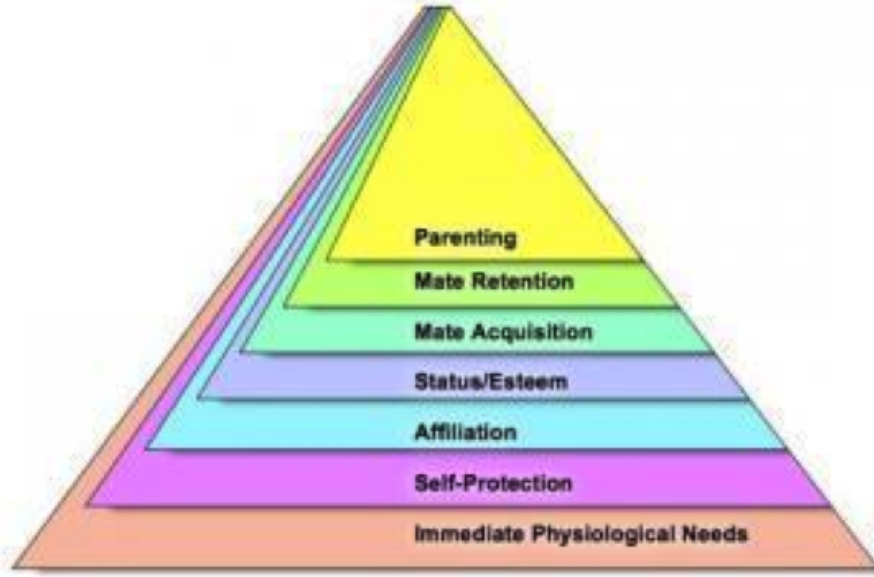 Parenting
Mate Retention
Mate Acquisition
Status/Esteem
Affiliation
Self-Protection
Immediate Physiological Needs